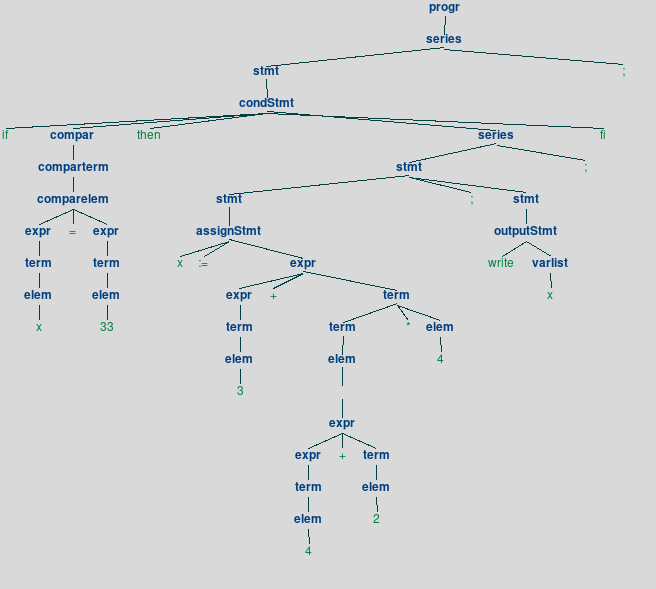 progr
series
stmt ;
condStmt
if compar then series fi
comparterm stmt ;
comparelem stmt ; stmt
expr = expr assignStmt outputStmt
term term x := expr write varlist
elem elem expr + term x
x 33 term term * elem
elem elem 4
3
expr
expr + term
term elem
elem 2
4